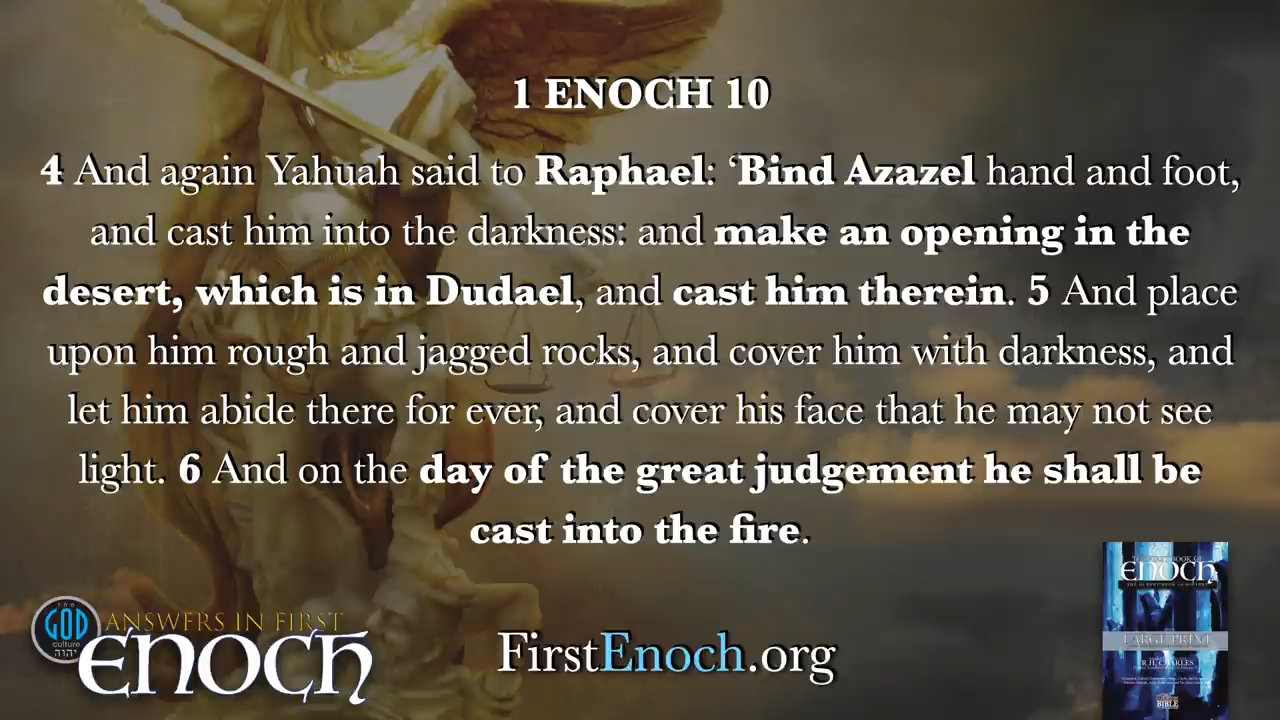 1 ENOCH 10
4 And again Yahuah said to Raphael: ‘Bind Azazel hand and foot,
and cast him into the darkness: and make an opening in the
desert, which is in Dudael, and cast him therein. 5 And place
upon him rough and jagged rocks, and cover him with darkness, and
let him abide there for ever, and cover his face that he may not see
light. 6 And on the day of the great judgement he shall be
cast into the fire.
the
GOD
culture
יהוה
ANSWERS IN FIRST
ENOCH
FirstEnoch.org
ENOCH
LARGE PRINT
R.H. CHARLES
BIBLE